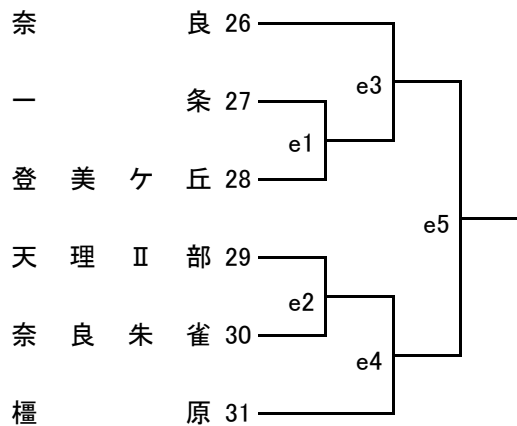 奈良 26
一条 27
登美ケ丘 28
天理Ⅱ部 29
奈良朱雀 30
橿原 31
e1
e2
e3
e4
e5